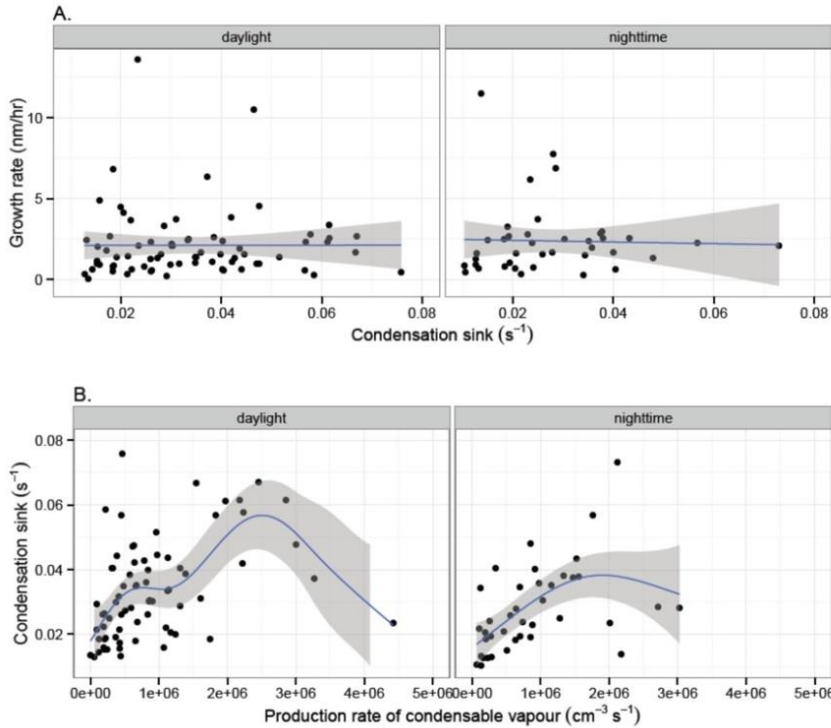 A.
daylight nighttime
Growth rate (nm/hr)
10
5
0
0.02 0.04 0.06 0.08 0.02 0.04 0.06 0.08
Condensation sink (s⁻¹)
B.
daylight nighttime
Condensation sink (s⁻¹)
0.08
0.06
0.04
0.02
0e+00 1e+06 2e+06 3e+06 4e+06 5e+06 0e+00 1e+06 2e+06 3e+06 4e+06 5e+06
Production rate of condensable vapour (cm⁻³ s⁻¹)